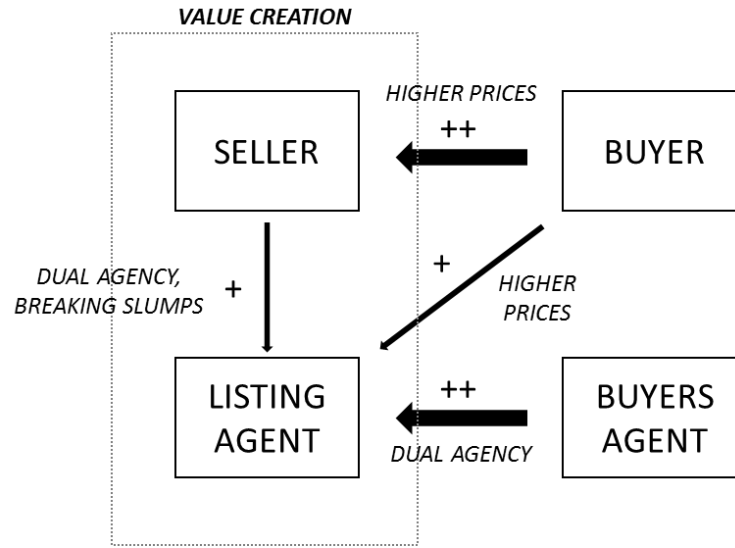 VALUE CREATION
HIGHER PRICES
++
SELLER
BUYER
DUAL AGENCY,
BREAKING SLUMPS
+
+
HIGHER
PRICES
LISTING
AGENT
++
DUAL AGENCY
BUYERS
AGENT